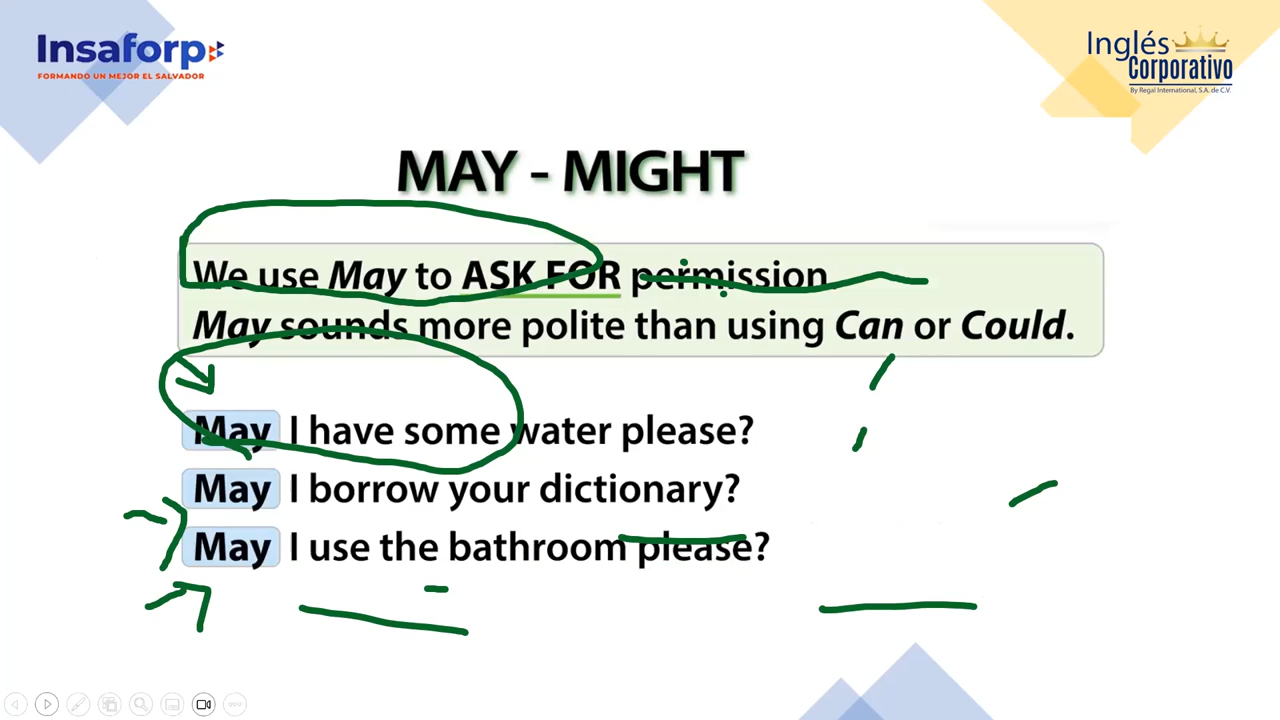 Insaforp
FORMANDO UN MEJOR EL SALVADOR
Inglés
Corporativo
By Regal International, S.A. de C.V.
MAY - MIGHT
We use May to ASK FOR permission.
May sounds more polite than using Can or Could.
May I have some water please?
May I borrow your dictionary?
May I use the bathroom please?